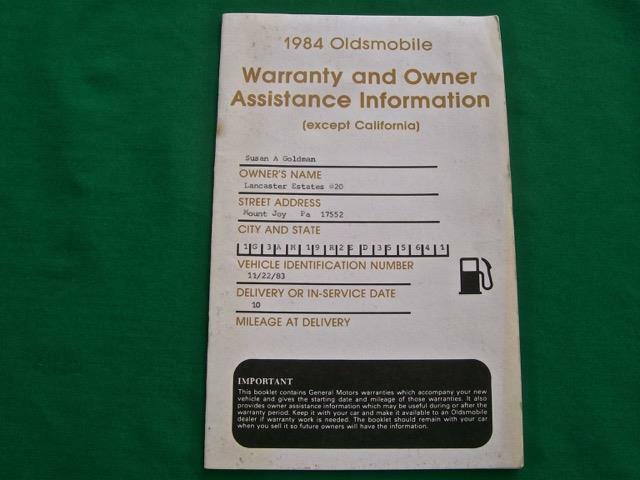 1984 Oldsmobile
Warranty and Owner
Assistance Information
(except California)
Susan A Goldman
OWNER'S NAME
Lancaster Estates #20
STREET ADDRESS
Mount Joy Pa 17552
CITY AND STATE
1G3AM19R2ED355641
VEHICLE IDENTIFICATION NUMBER
11/22/83
DELIVERY OR IN-SERVICE DATE
10
MILEAGE AT DELIVERY
IMPORTANT
This booklet contains General Motors warranties which accompany your new
vehicle and gives the starting date and mileage of those warranties. It also
provides owner assistance information which may be useful during or after the
warranty period. Keep it with your car and make it available to an Oldsmobile
dealer if warranty work is needed. The booklet should remain with your car
when you sell it so future owners will have the information.